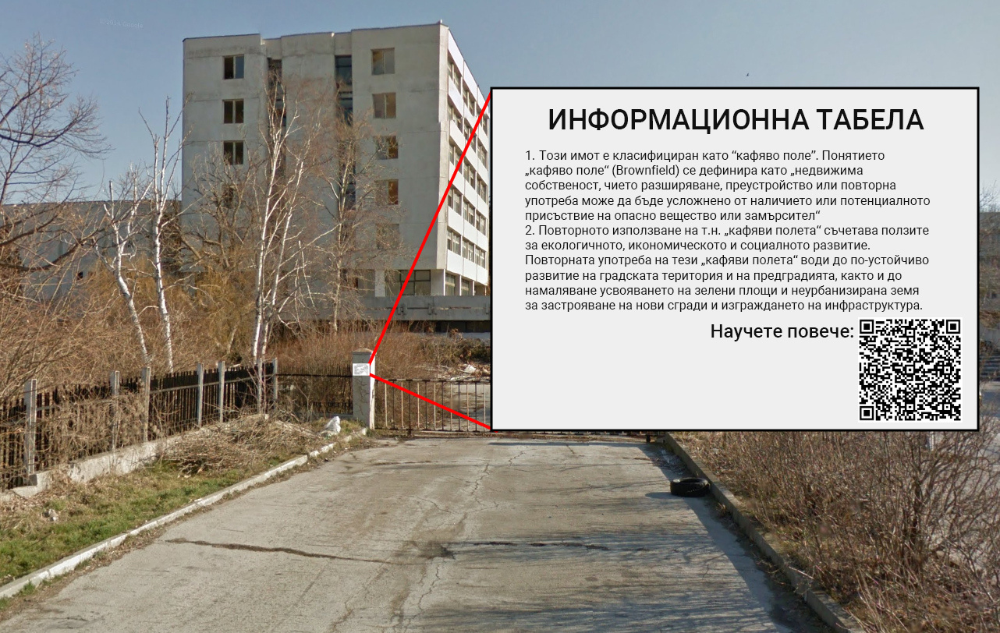 © 2016 Google
ИНФОРМАЦИОННА ТАБЕЛА
1. Този имот е класифициран като “кафяво поле”. Понятието
„кафяво поле“ (Brownfield) се дефинира като „недвижима
собственост, чието разширяване, преустройство или повторна
употреба може да бъде усложнено от наличието или потенциалното
присъствие на опасно вещество или замърсител“
2. Повторното използване на т.н. „кафяви полета“ съчетава ползите
за екологичното, икономическото и социалното развитие.
Повторната употреба на тези „кафяви полета“ води до по-устойчиво
развитие на градската територия и на предградията, както и до
намаляване усвояването на зелени площи и неурбанизирана земя
за застрояване на нови сгради и изграждането на инфраструктура.
Научете повече: